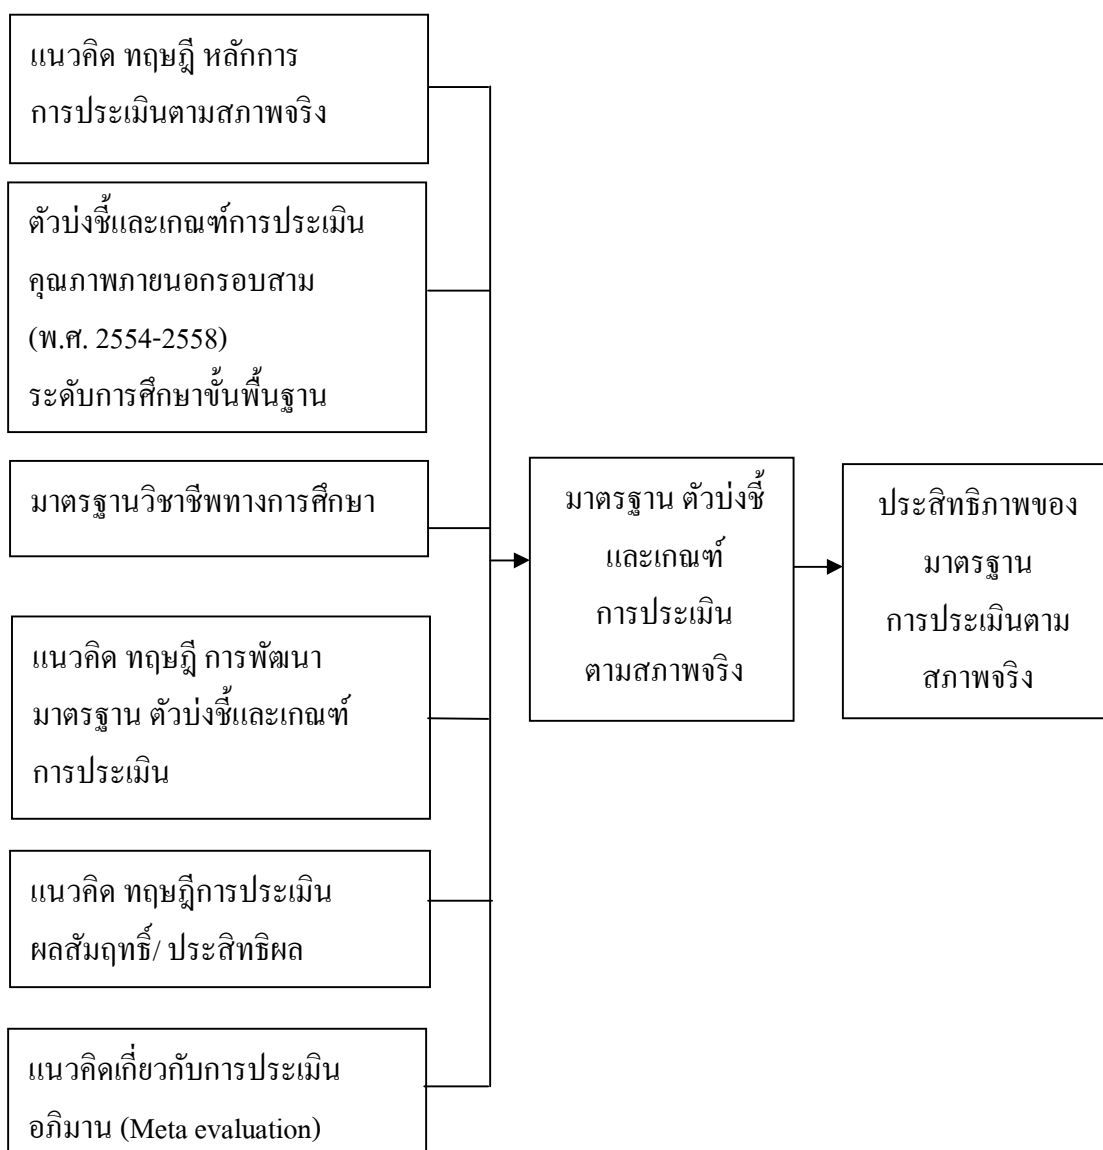 แนวคิด ทฤษฎี หลักการ
การประเมินตามสภาพจริง
ตัวบ่งชี้และเกณฑ์การประเมิน
คุณภาพภายนอกรอบสาม
(พ.ศ. 2554-2558)
ระดับการศึกษาขั้นพื้นฐาน
มาตรฐานวิชาชีพทางการศึกษา
แนวคิด ทฤษฎี การพัฒนา
มาตรฐาน ตัวบ่งชี้และเกณฑ์
การประเมิน
แนวคิด ทฤษฎีการประเมิน
ผลสัมฤทธิ์/ ประสิทธิผล
แนวคิดเกี่ยวกับการประเมิน
อภิมาน (Meta evaluation)
มาตรฐาน ตัวบ่งชี้
และเกณฑ์
การประเมิน
ตามสภาพจริง
ประสิทธิภาพของ
มาตรฐาน
การประเมินตาม
สภาพจริง